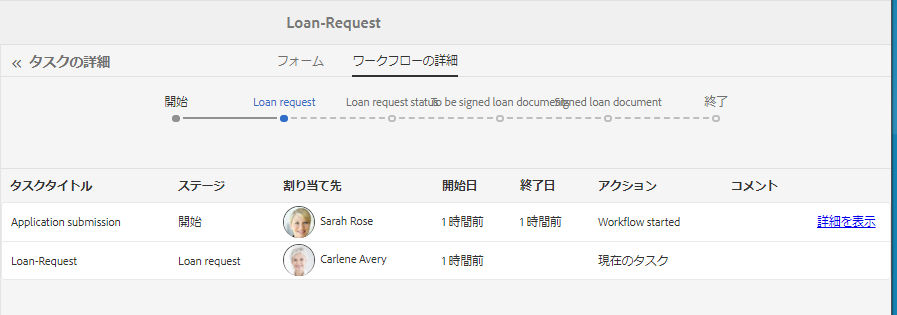 Loan-Request
« タスクの詳細 フォーム ワークフローの詳細
開始 Loan request Loan request status To be signed loan documents Signed loan document 終了
タスクタイトル ステージ 割り当て先 開始日 終了日 アクション コメント
Application submission 開始 Sarah Rose 1 時間前 1 時間前 Workflow started 詳細を表示
Loan-Request Loan request Carlene Avery 1 時間前 現在のタスク